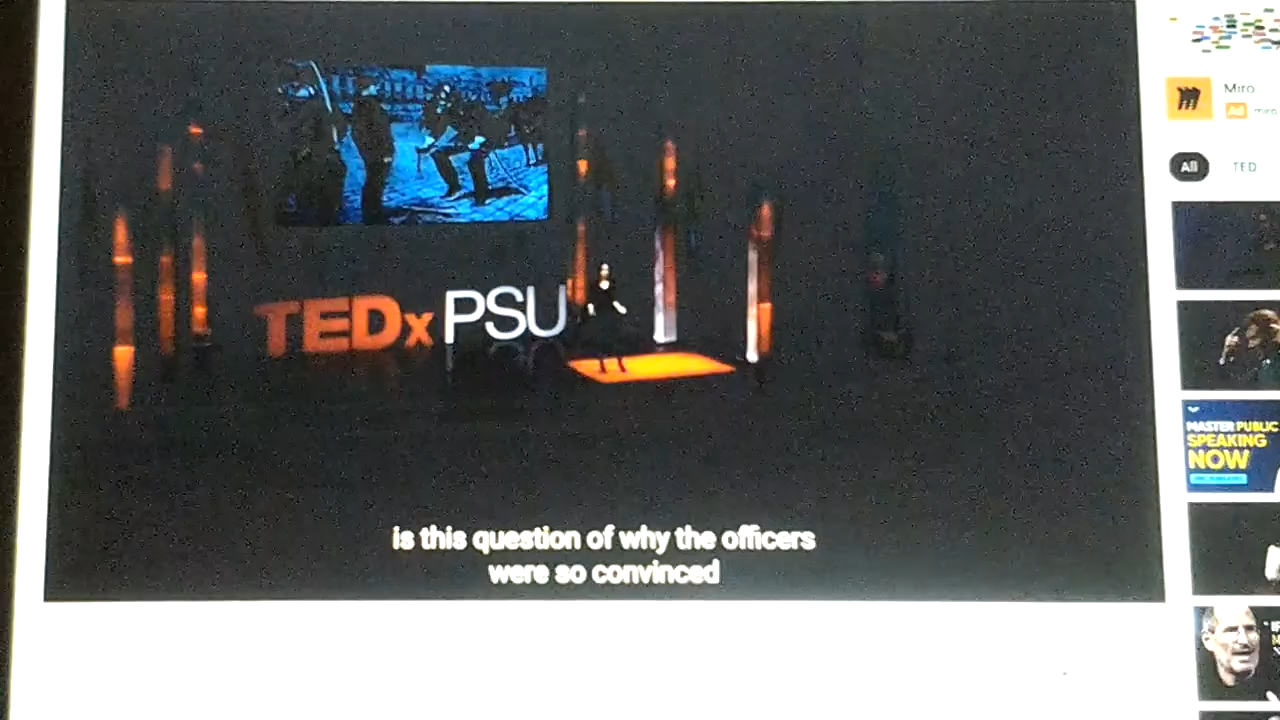 TEDx PSU
is this question of why the officers
were so convinced
Miro
Ad
All
TED
MASTER PUBLIC
SPEAKING
NOW